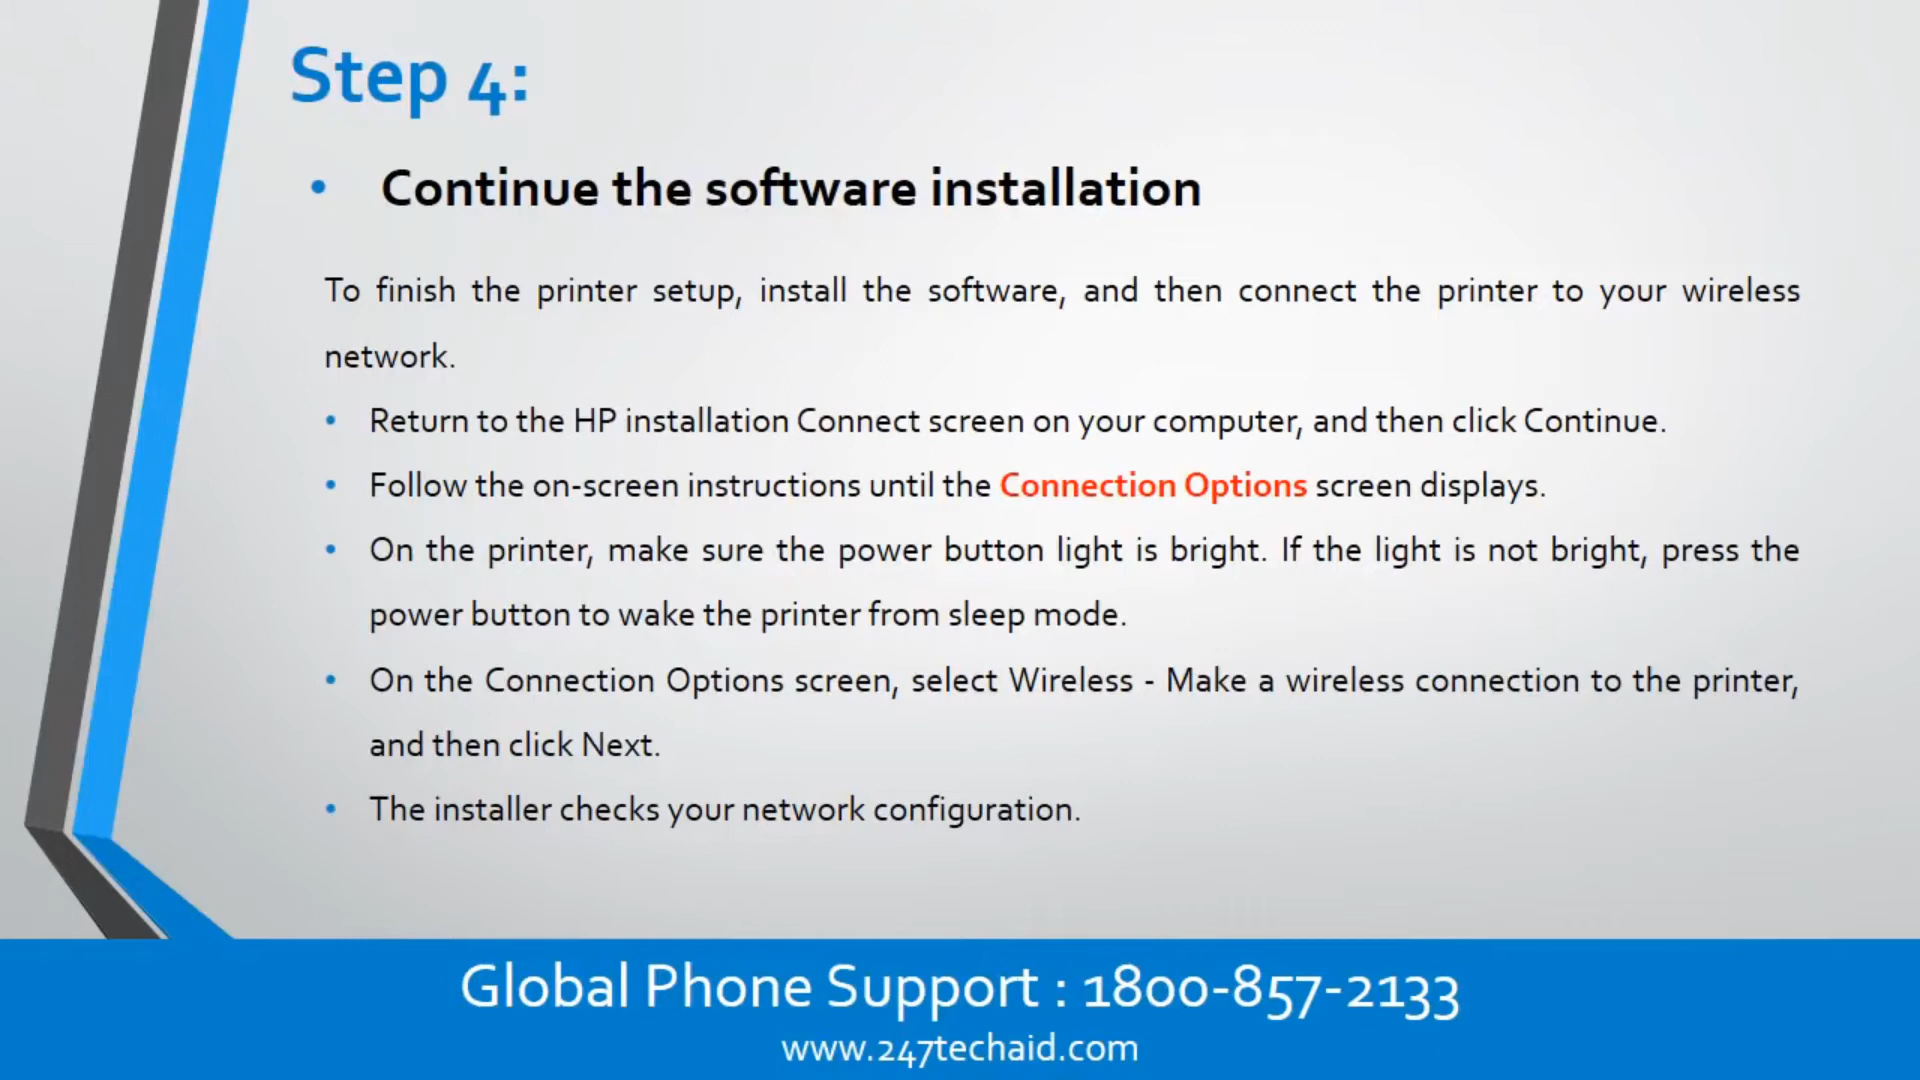 Step 4:
• Continue the software installation
To finish the printer setup, install the software, and then connect the printer to your wireless
network.
• Return to the HP installation Connect screen on your computer, and then click Continue.
• Follow the on-screen instructions until the Connection Options screen displays.
• On the printer, make sure the power button light is bright. If the light is not bright, press the
power button to wake the printer from sleep mode.
• On the Connection Options screen, select Wireless - Make a wireless connection to the printer,
and then click Next.
• The installer checks your network configuration.
Global Phone Support : 1800-857-2133
www.247techaid.com